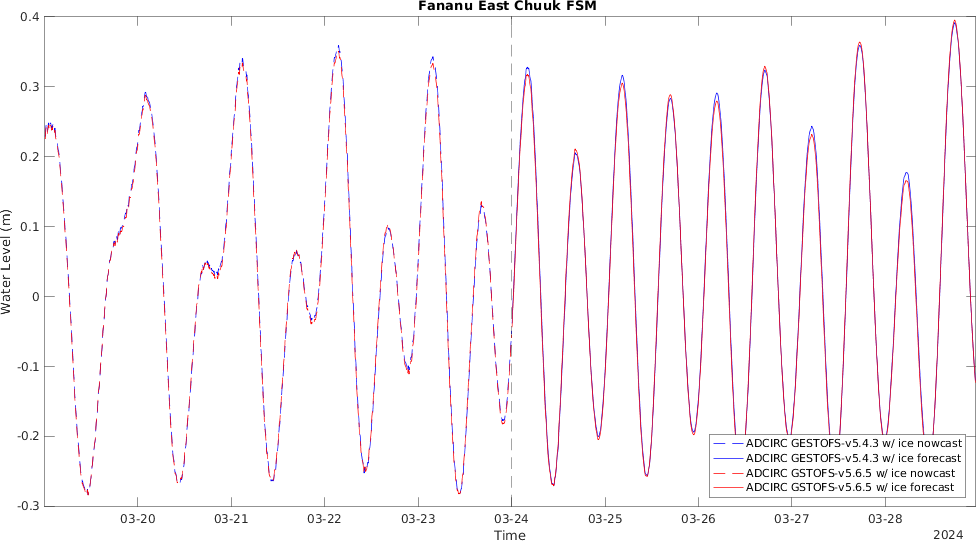 Fananu East Chuuk FSM
Water Level (m)
0.4
0.3
0.2
0.1
0
-0.1
-0.2
-0.3
ADCIRC GESTOFS-v5.4.3 w/ ice nowcast
ADCIRC GESTOFS-v5.4.3 w/ ice forecast
ADCIRC GSTOFS-v5.6.5 w/ ice nowcast
ADCIRC GSTOFS-v5.6.5 w/ ice forecast
03-20
03-21
03-22
03-23
03-24
03-25
03-26
03-27
03-28
Time
2024